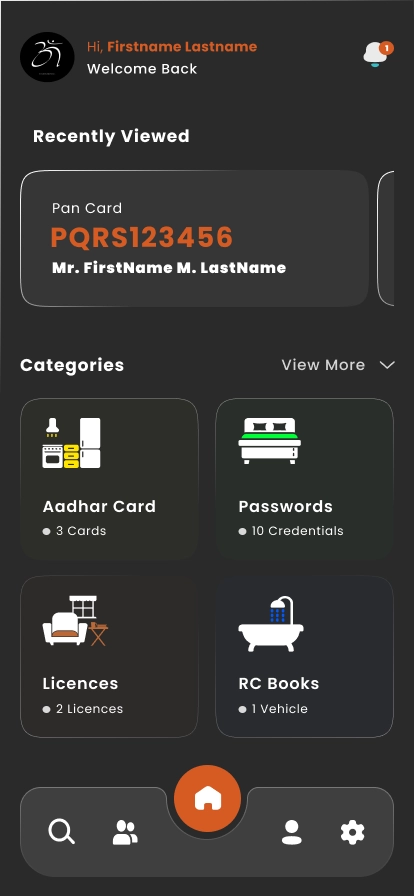 Hi, Firstname Lastname
1
Welcome Back
Recently Viewed
Pan Card
PQRS123456
Mr. FirstName M. LastName
Categories
View More
Aadhar Card
3 Cards
Passwords
10 Credentials
Licences
2 Licences
RC Books
1 Vehicle